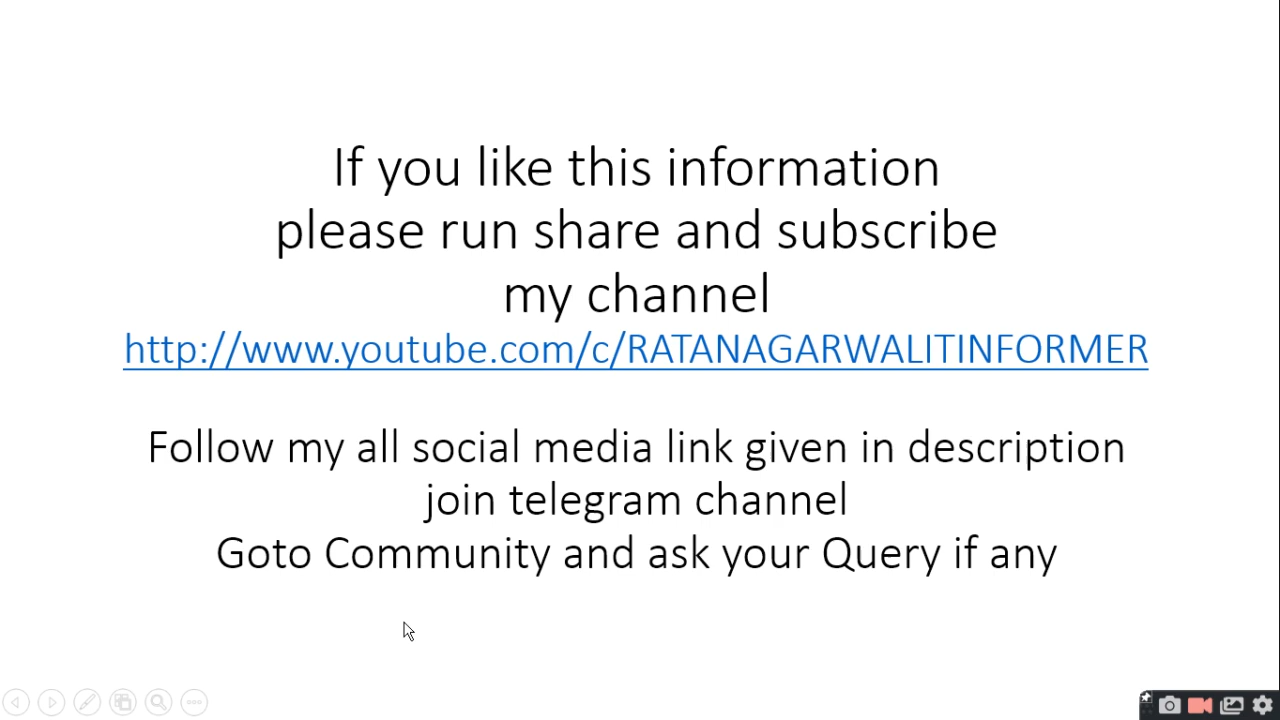 If you like this information
please run share and subscribe
my channel
http://www.youtube.com/c/RATANAGARWALITINFORMER
Follow my all social media link given in description
join telegram channel
Goto Community and ask your Query if any